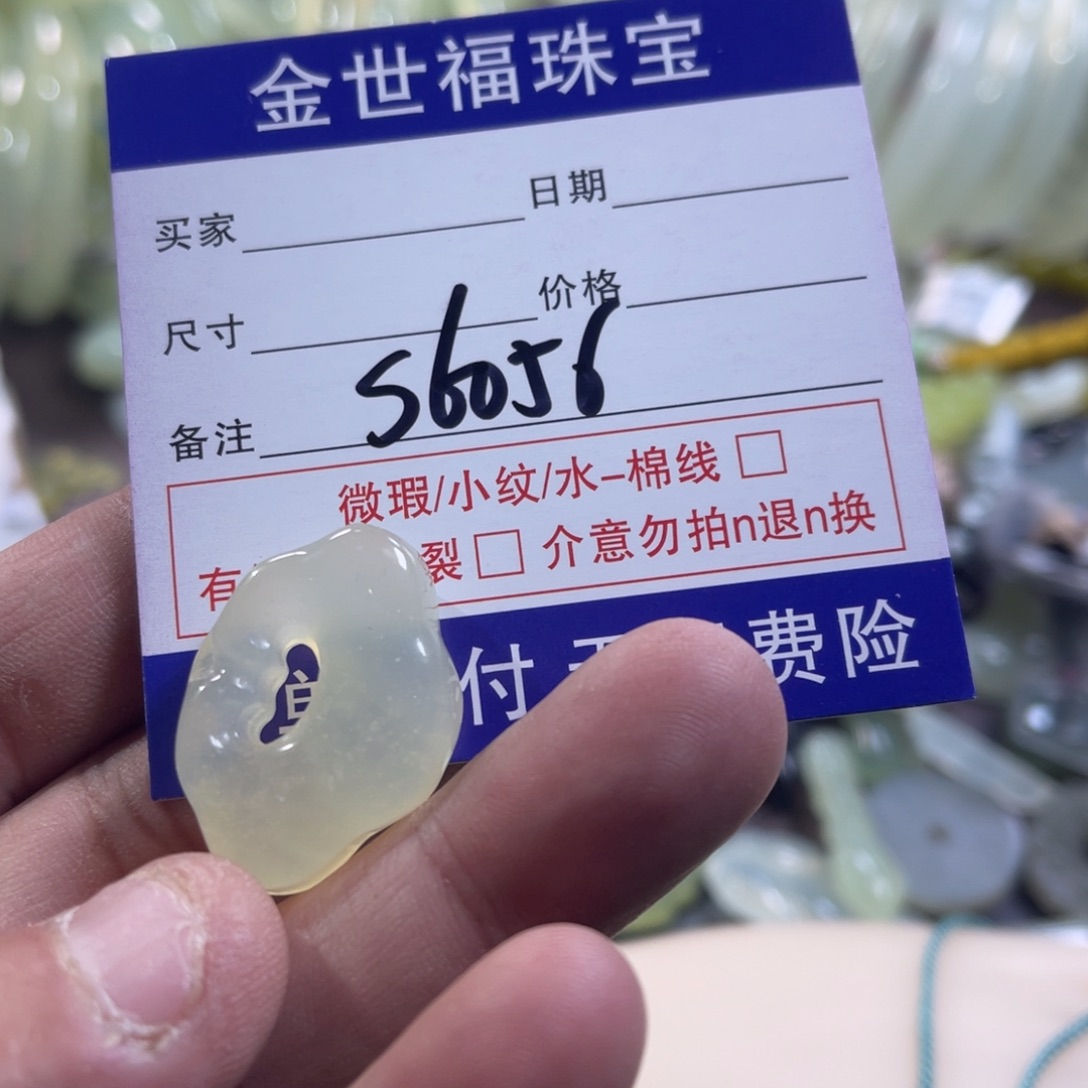 金世福珠宝
买家 日期
尺寸 价格
备注 S6056
微瑕/小纹/水-棉线 □
有 裂 □ 介意勿拍n退n换
付 费险